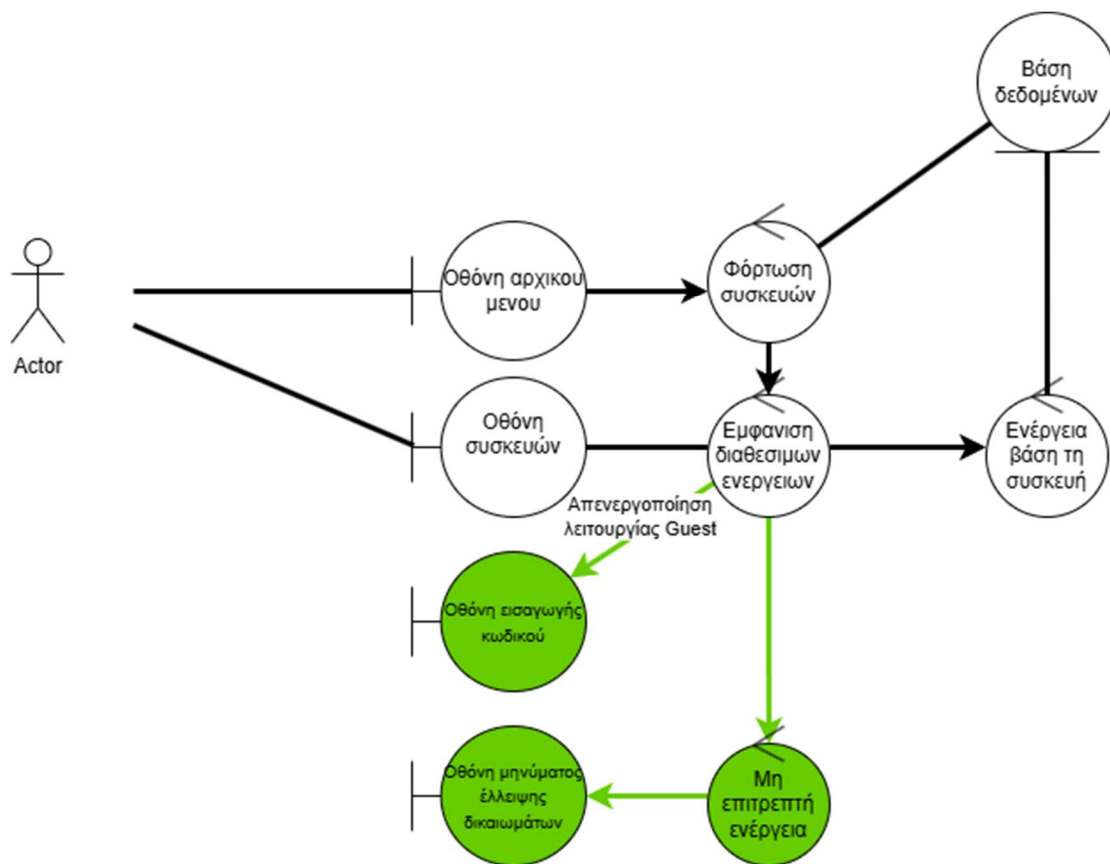 Βάση
δεδομένων
Οθόνη αρχικου
μενου
Φόρτωση
συσκευών
Actor
Οθόνη
συσκευών
Εμφανιση
διαθεσιμων
ενεργειων
Ενέργεια
βάση τη
συσκευή
Απενεργοποίηση
λειτουργίας Guest
Οθόνη εισαγωγής
κωδικού
Οθόνη μηνύματος
έλλειψης
δικαιωμάτων
Μη
επιτρεπτή
ενέργεια